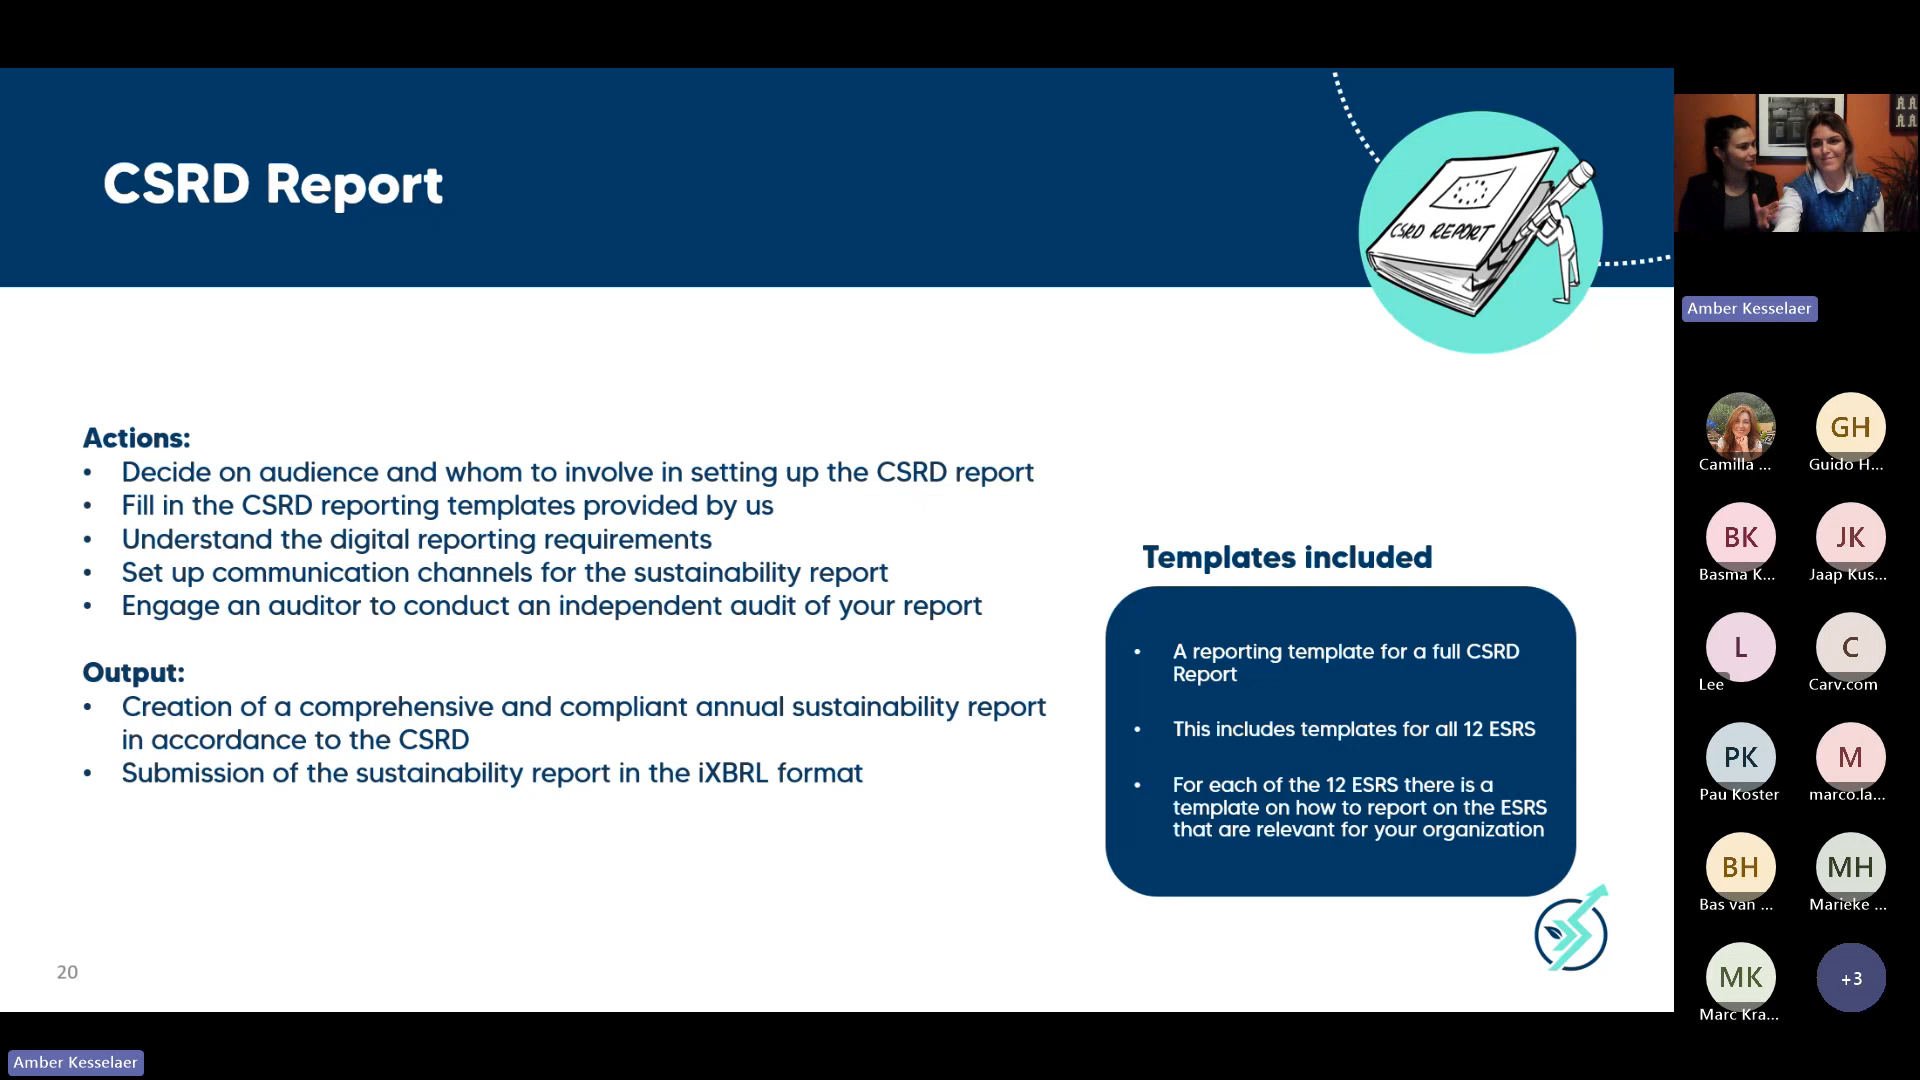 CSRD Report
CSRD REPORT
Actions:
• Decide on audience and whom to involve in setting up the CSRD report
• Fill in the CSRD reporting templates provided by us
• Understand the digital reporting requirements
• Set up communication channels for the sustainability report
• Engage an auditor to conduct an independent audit of your report
Output:
• Creation of a comprehensive and compliant annual sustainability report
in accordance to the CSRD
• Submission of the sustainability report in the iXBRL format
Templates included
• A reporting template for a full CSRD
Report
• This includes templates for all 12 ESRS
• For each of the 12 ESRS there is a
template on how to report on the ESRS
that are relevant for your organization
20
Amber Kesselaer
Amber Kesselaer
Camilla ...
GH
Guido H...
BK
Basma K...
JK
Jaap Kus...
L
Lee
C
Carv.com
PK
Pau Koster
M
marco.la...
BH
Bas van ...
MH
Marieke ...
MK
Marc Kra...
+3